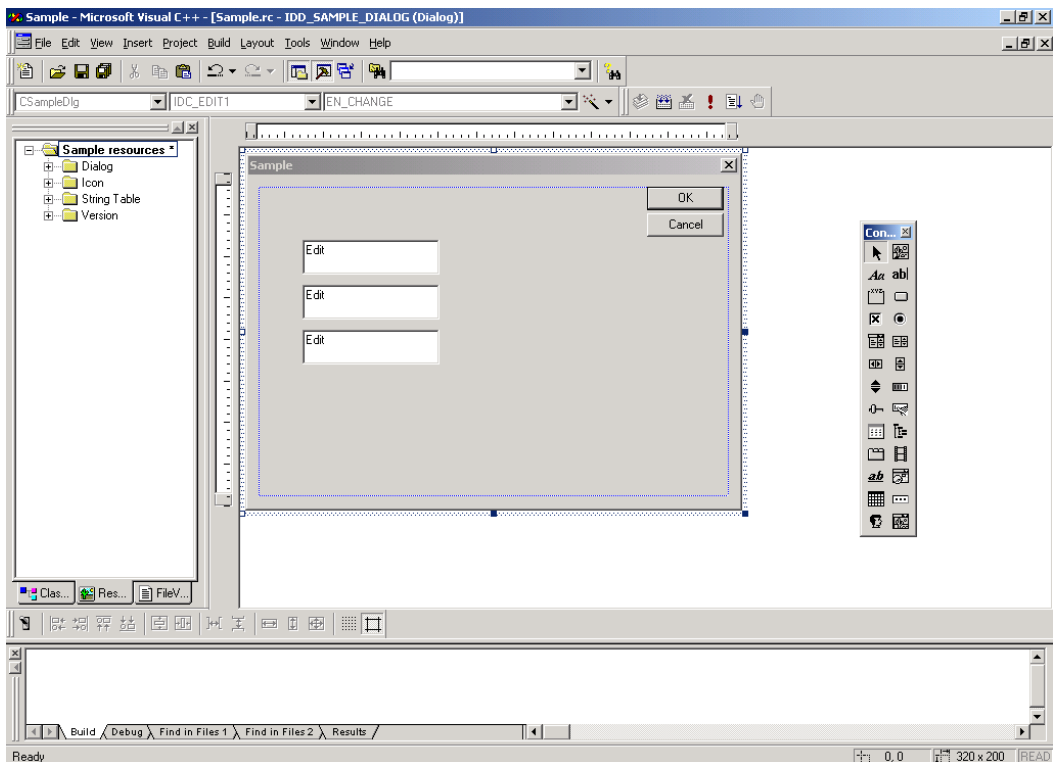 Sample - Microsoft Visual C++ - [Sample.rc - IDD_SAMPLE_DIALOG (Dialog)]
File Edit View Insert Project Build Layout Tools Window Help
CSampleDlg IDC_EDIT1 EN_CHANGE
Sample resources *
Dialog
Icon
String Table
Version
Sample
OK
Cancel
Edit
Edit
Edit
Con...
Aa ab|
xyz
ab
Clas... Res... FileV...
Build Debug Find in Files 1 Find in Files 2 Results
Ready 0, 0 320 x 200 READ